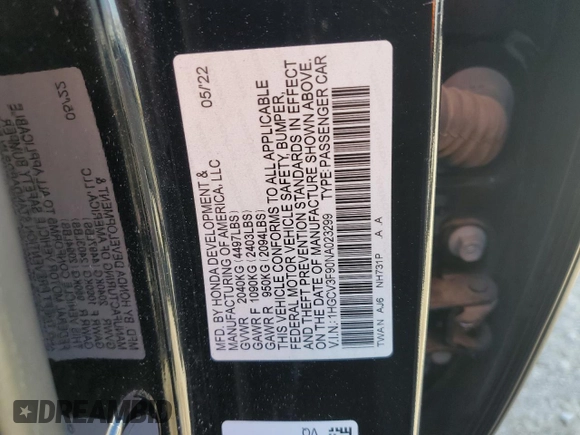 MFD. BY HONDA DEVELOPMENT & 05/22
MANUFACTURING OF AMERICA, LLC
GVWR 2040KG (4497LBS)
GAWR F 1090KG (2403LBS)
GAWR R 950KG (2094LBS)
THIS VEHICLE CONFORMS TO ALL APPLICABLE
FEDERAL MOTOR VEHICLE SAFETY, BUMPER,
AND THEFT PREVENTION STANDARDS IN EFFECT
ON THE DATE OF MANUFACTURE SHOWN ABOVE.
V.I.N.: 1HGCV3F90NA023299 TYPE: PASSENGER CAR
TWAN AJ6 NH731P A A
DREAMBID